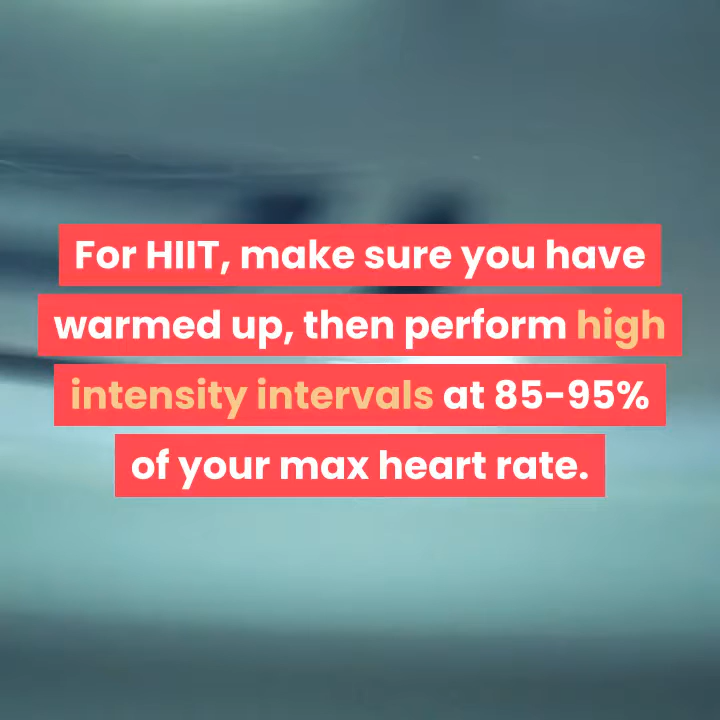 For HIIT, make sure you have
warmed up, then perform high
intensity intervals at 85-95%
of your max heart rate.